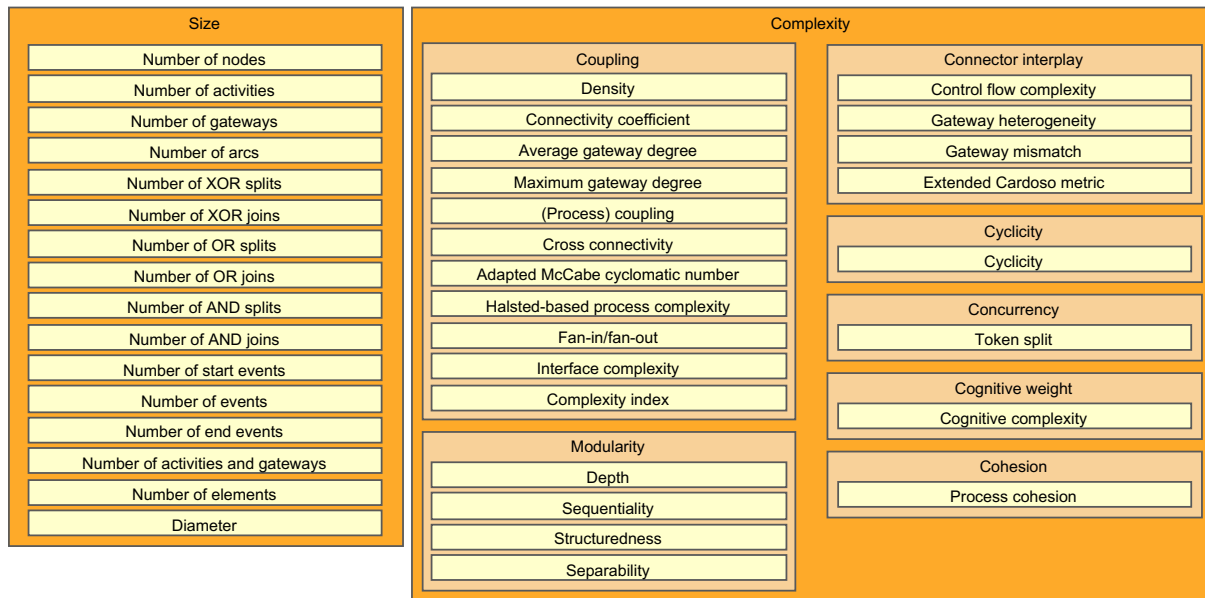 Size
Number of nodes
Number of activities
Number of gateways
Number of arcs
Number of XOR splits
Number of XOR joins
Number of OR splits
Number of OR joins
Number of AND splits
Number of AND joins
Number of start events
Number of events
Number of end events
Number of activities and gateways
Number of elements
Diameter
Complexity
Coupling
Density
Connectivity coefficient
Average gateway degree
Maximum gateway degree
(Process) coupling
Cross connectivity
Adapted McCabe cyclomatic number
Halsted-based process complexity
Fan-in/fan-out
Interface complexity
Complexity index
Modularity
Depth
Sequentiality
Structuredness
Separability
Connector interplay
Control flow complexity
Gateway heterogeneity
Gateway mismatch
Extended Cardoso metric
Cyclicity
Cyclicity
Concurrency
Token split
Cognitive weight
Cognitive complexity
Cohesion
Process cohesion